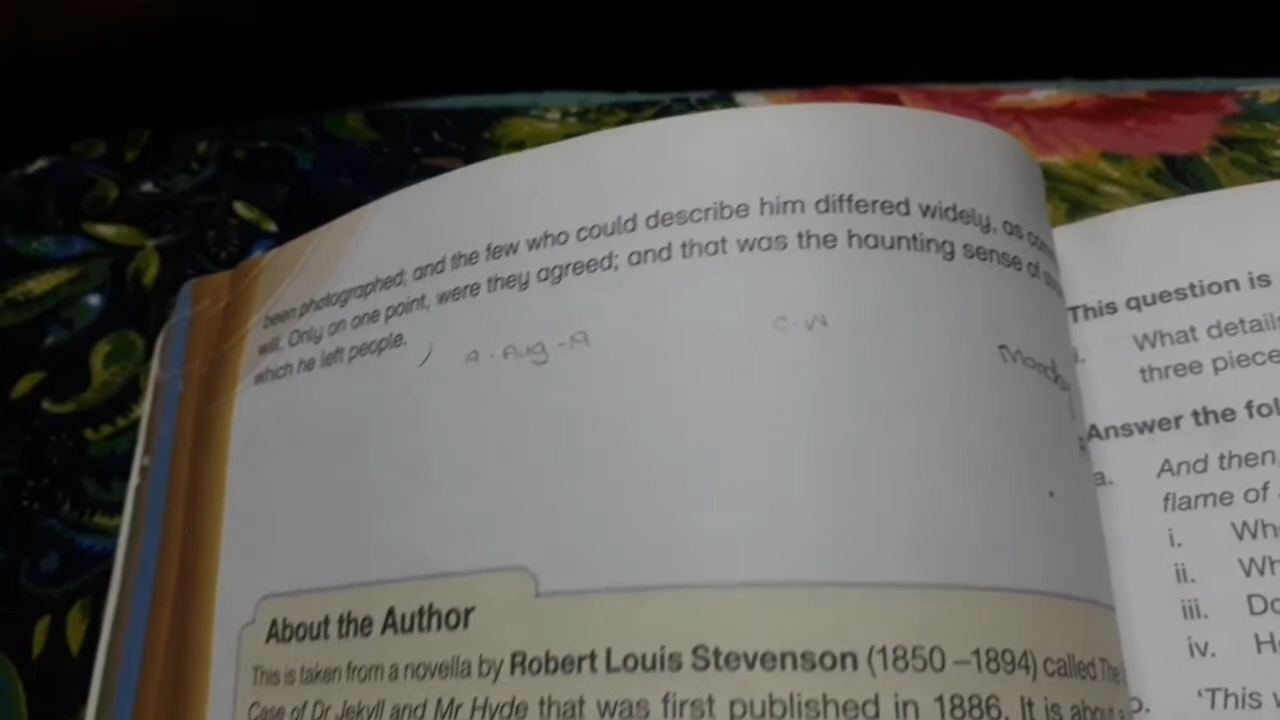 been photographed; and the few who could describe him differed widely, as
will. Only on one point, were they agreed; and that was the haunting sense of
which he left people.
Aug - 19
C.W
About the Author
This is taken from a novella by Robert Louis Stevenson (1850 –1894) called The
Case of Dr Jekyll and Mr Hyde that was first published in 1886. It is about
This question is
i. What details
three piece
Answer the fol
a. And then,
flame of
i. Wh
ii. Wh
iii. Do
iv. H
'This